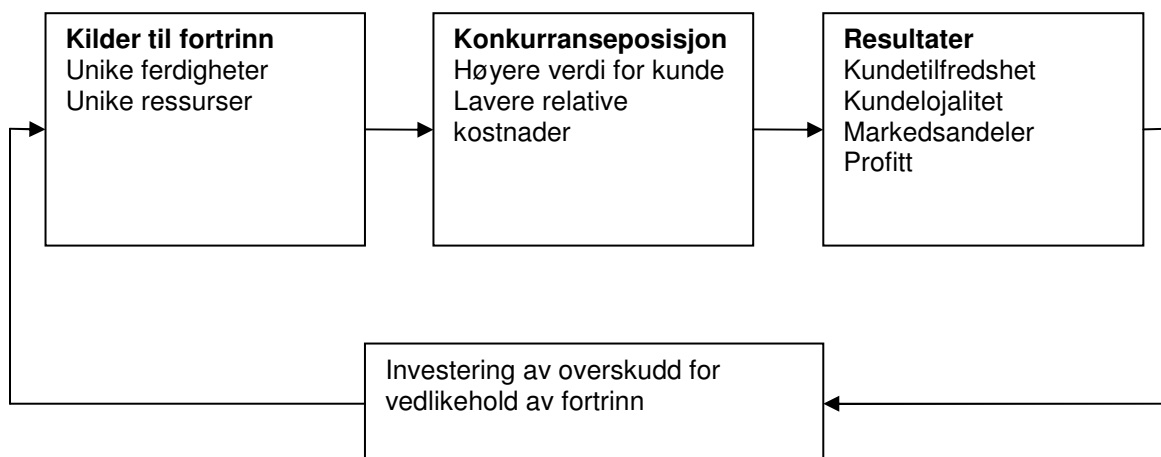 Kilder til fortrinn
Unike ferdigheter
Unike ressurser
Konkurranseposisjon
Høyere verdi for kunde
Lavere relative
kostnader
Resultater
Kundetilfredshet
Kundelojalitet
Markedsandeler
Profitt
Investering av overskudd for
vedlikehold av fortrinn